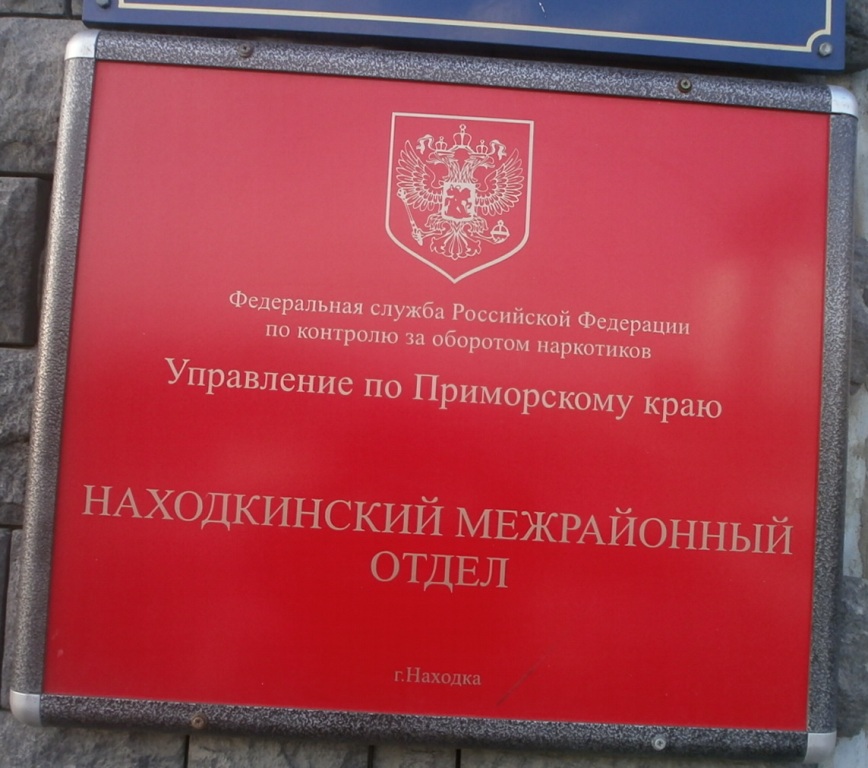 Федеральная служба Российской Федерации
по контролю за оборотом наркотиков
Управление по Приморскому краю
НАХОДКИНСКИЙ МЕЖРАЙОННЫЙ
ОТДЕЛ
г.Находка